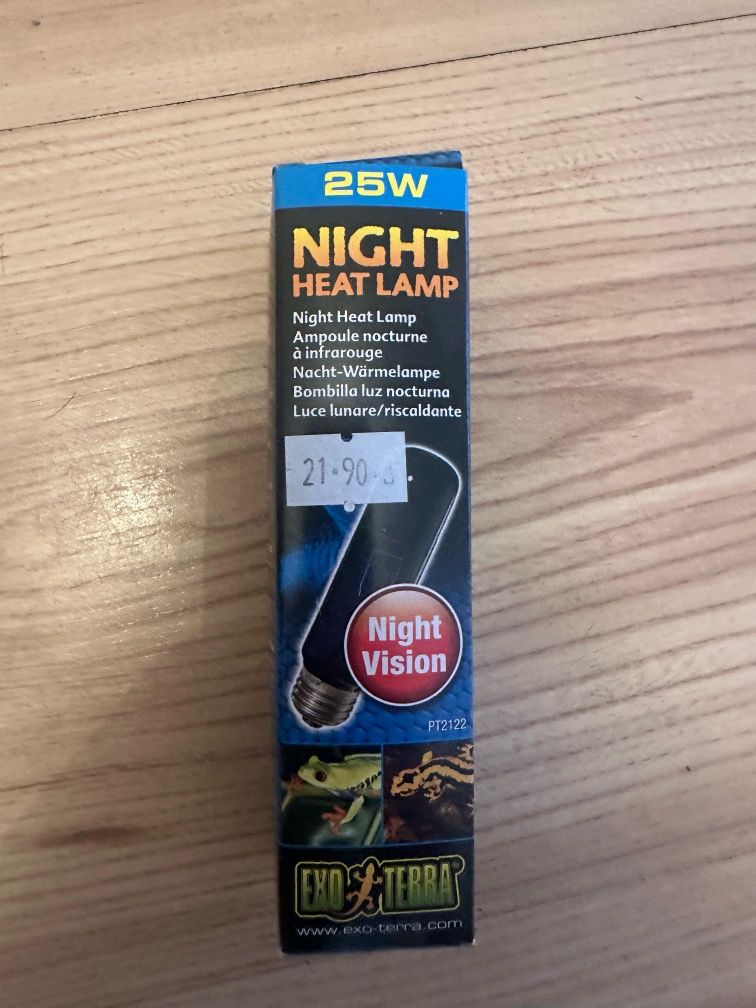 25W
NIGHT
HEAT LAMP
Night Heat Lamp
Ampoule nocturne
à infrarouge
Nacht-Wärmelampe
Bombilla luz nocturna
Luce lunare/riscaldante
21·90
Night
Vision
PT2122
EXO TERRA®
www.exo-terra.com